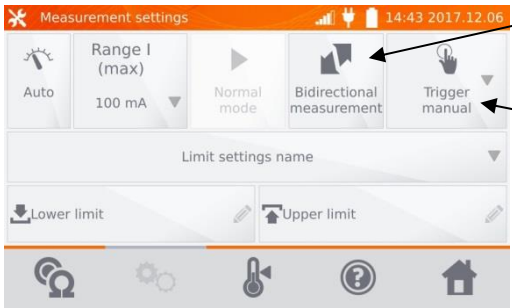 Measurement settings 14:43 2017.12.06
Auto
Range I
(max)
100 mA
Normal
mode
Bidirectional
measurement
Trigger
manual
Limit settings name
Lower limit
Upper limit
Ω
?